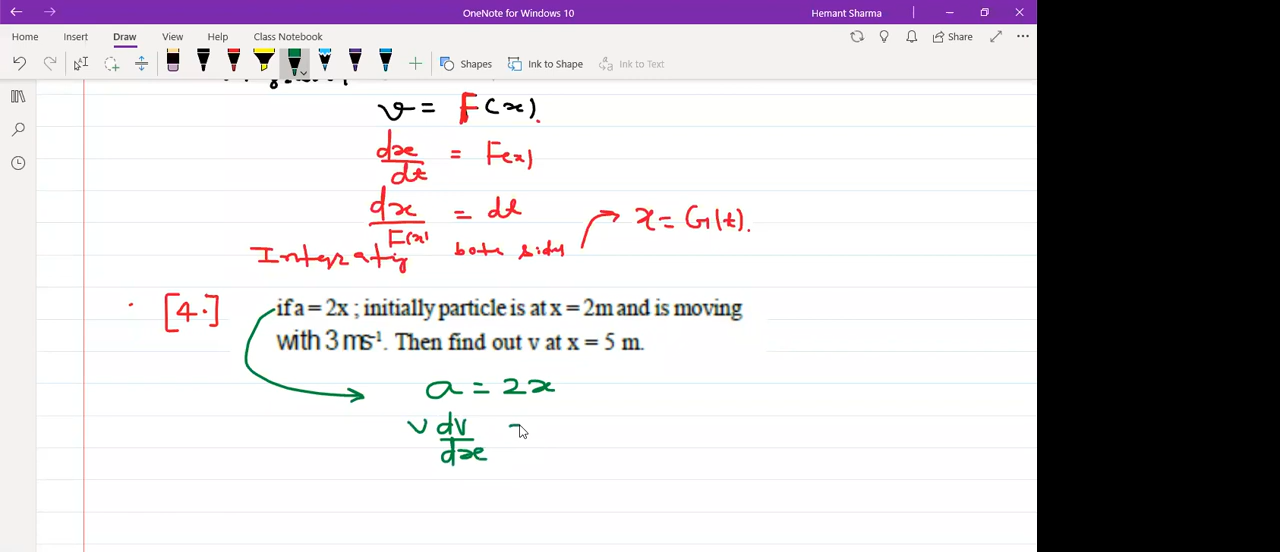 OneNote for Windows 10
Hemant Sharma
Home Insert Draw View Help Class Notebook
Share
Shapes Ink to Shape Ink to Text
v = F(x).
dx/dt = F(x)
dx/F(x) = dt
x = G(t).
Integratig both sides
[4.] if a = 2x ; initially particle is at x = 2m and is moving
with 3 ms⁻¹. Then find out v at x = 5 m.
a = 2x
v dv/dx =